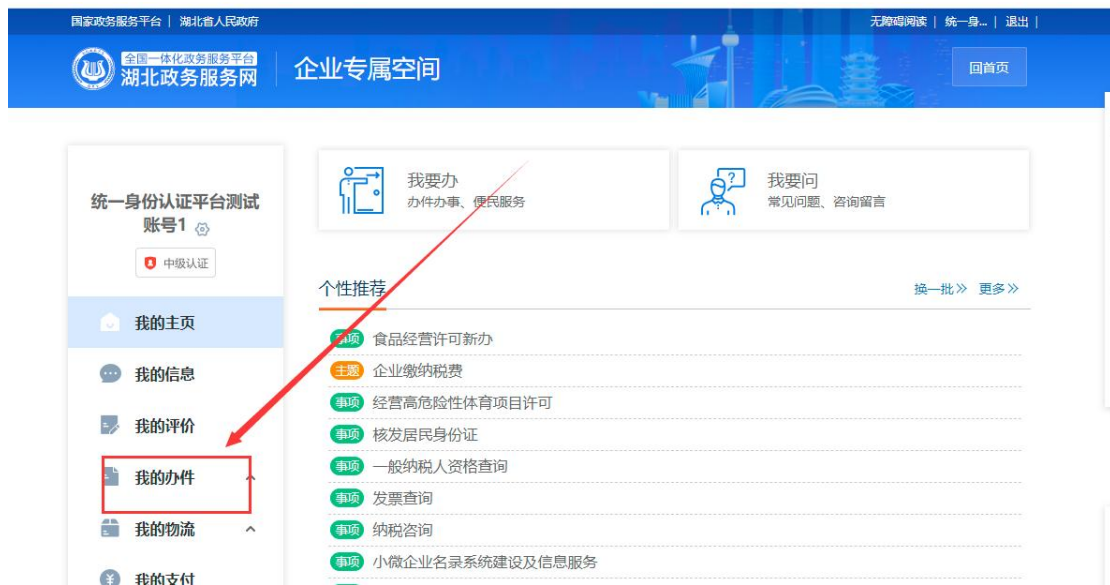 国家政务服务平台 | 湖北省人民政府
无障碍阅读 | 统一身... | 退出 |
全国一体化政务服务平台
湖北政务服务网
企业专属空间
回首页
统一身份认证平台测试
账号1
中级认证
我的主页
我的信息
我的评价
我的办件
我的物流
我的支付
我要办
办件办事、便民服务
我要问
常见问题、咨询留言
个性推荐
换一批» 更多»
事项 食品经营许可新办
主题 企业缴纳税费
事项 经营高危险性体育项目许可
事项 核发居民身份证
事项 一般纳税人资格查询
事项 发票查询
事项 纳税咨询
事项 小微企业名录系统建设及信息服务